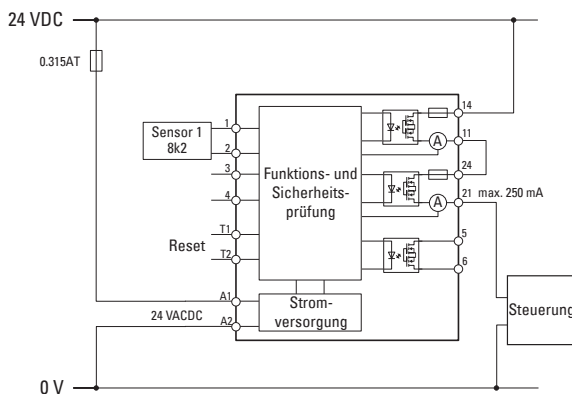 24 VDC
0.315AT
14
1
Sensor 1
8k2
2
11
A
3
Funktions- und
Sicherheits-
prüfung
24
4
21 max. 250 mA
A
T1
5
Reset
T2
6
A1
Strom-
versorgung
24 VACDC
A2
Steuerung
0 V